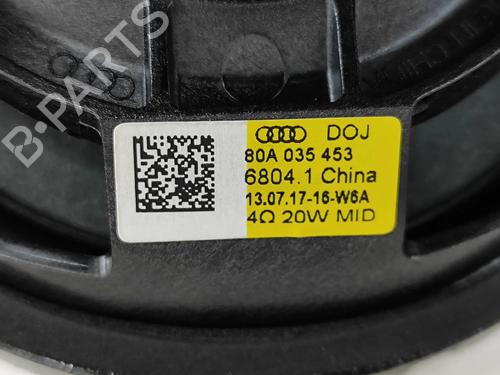 B-PARTS
DOJ
80A 035 453
6804.1 China
13.07.17-16-W6A
4Ω 20W MID